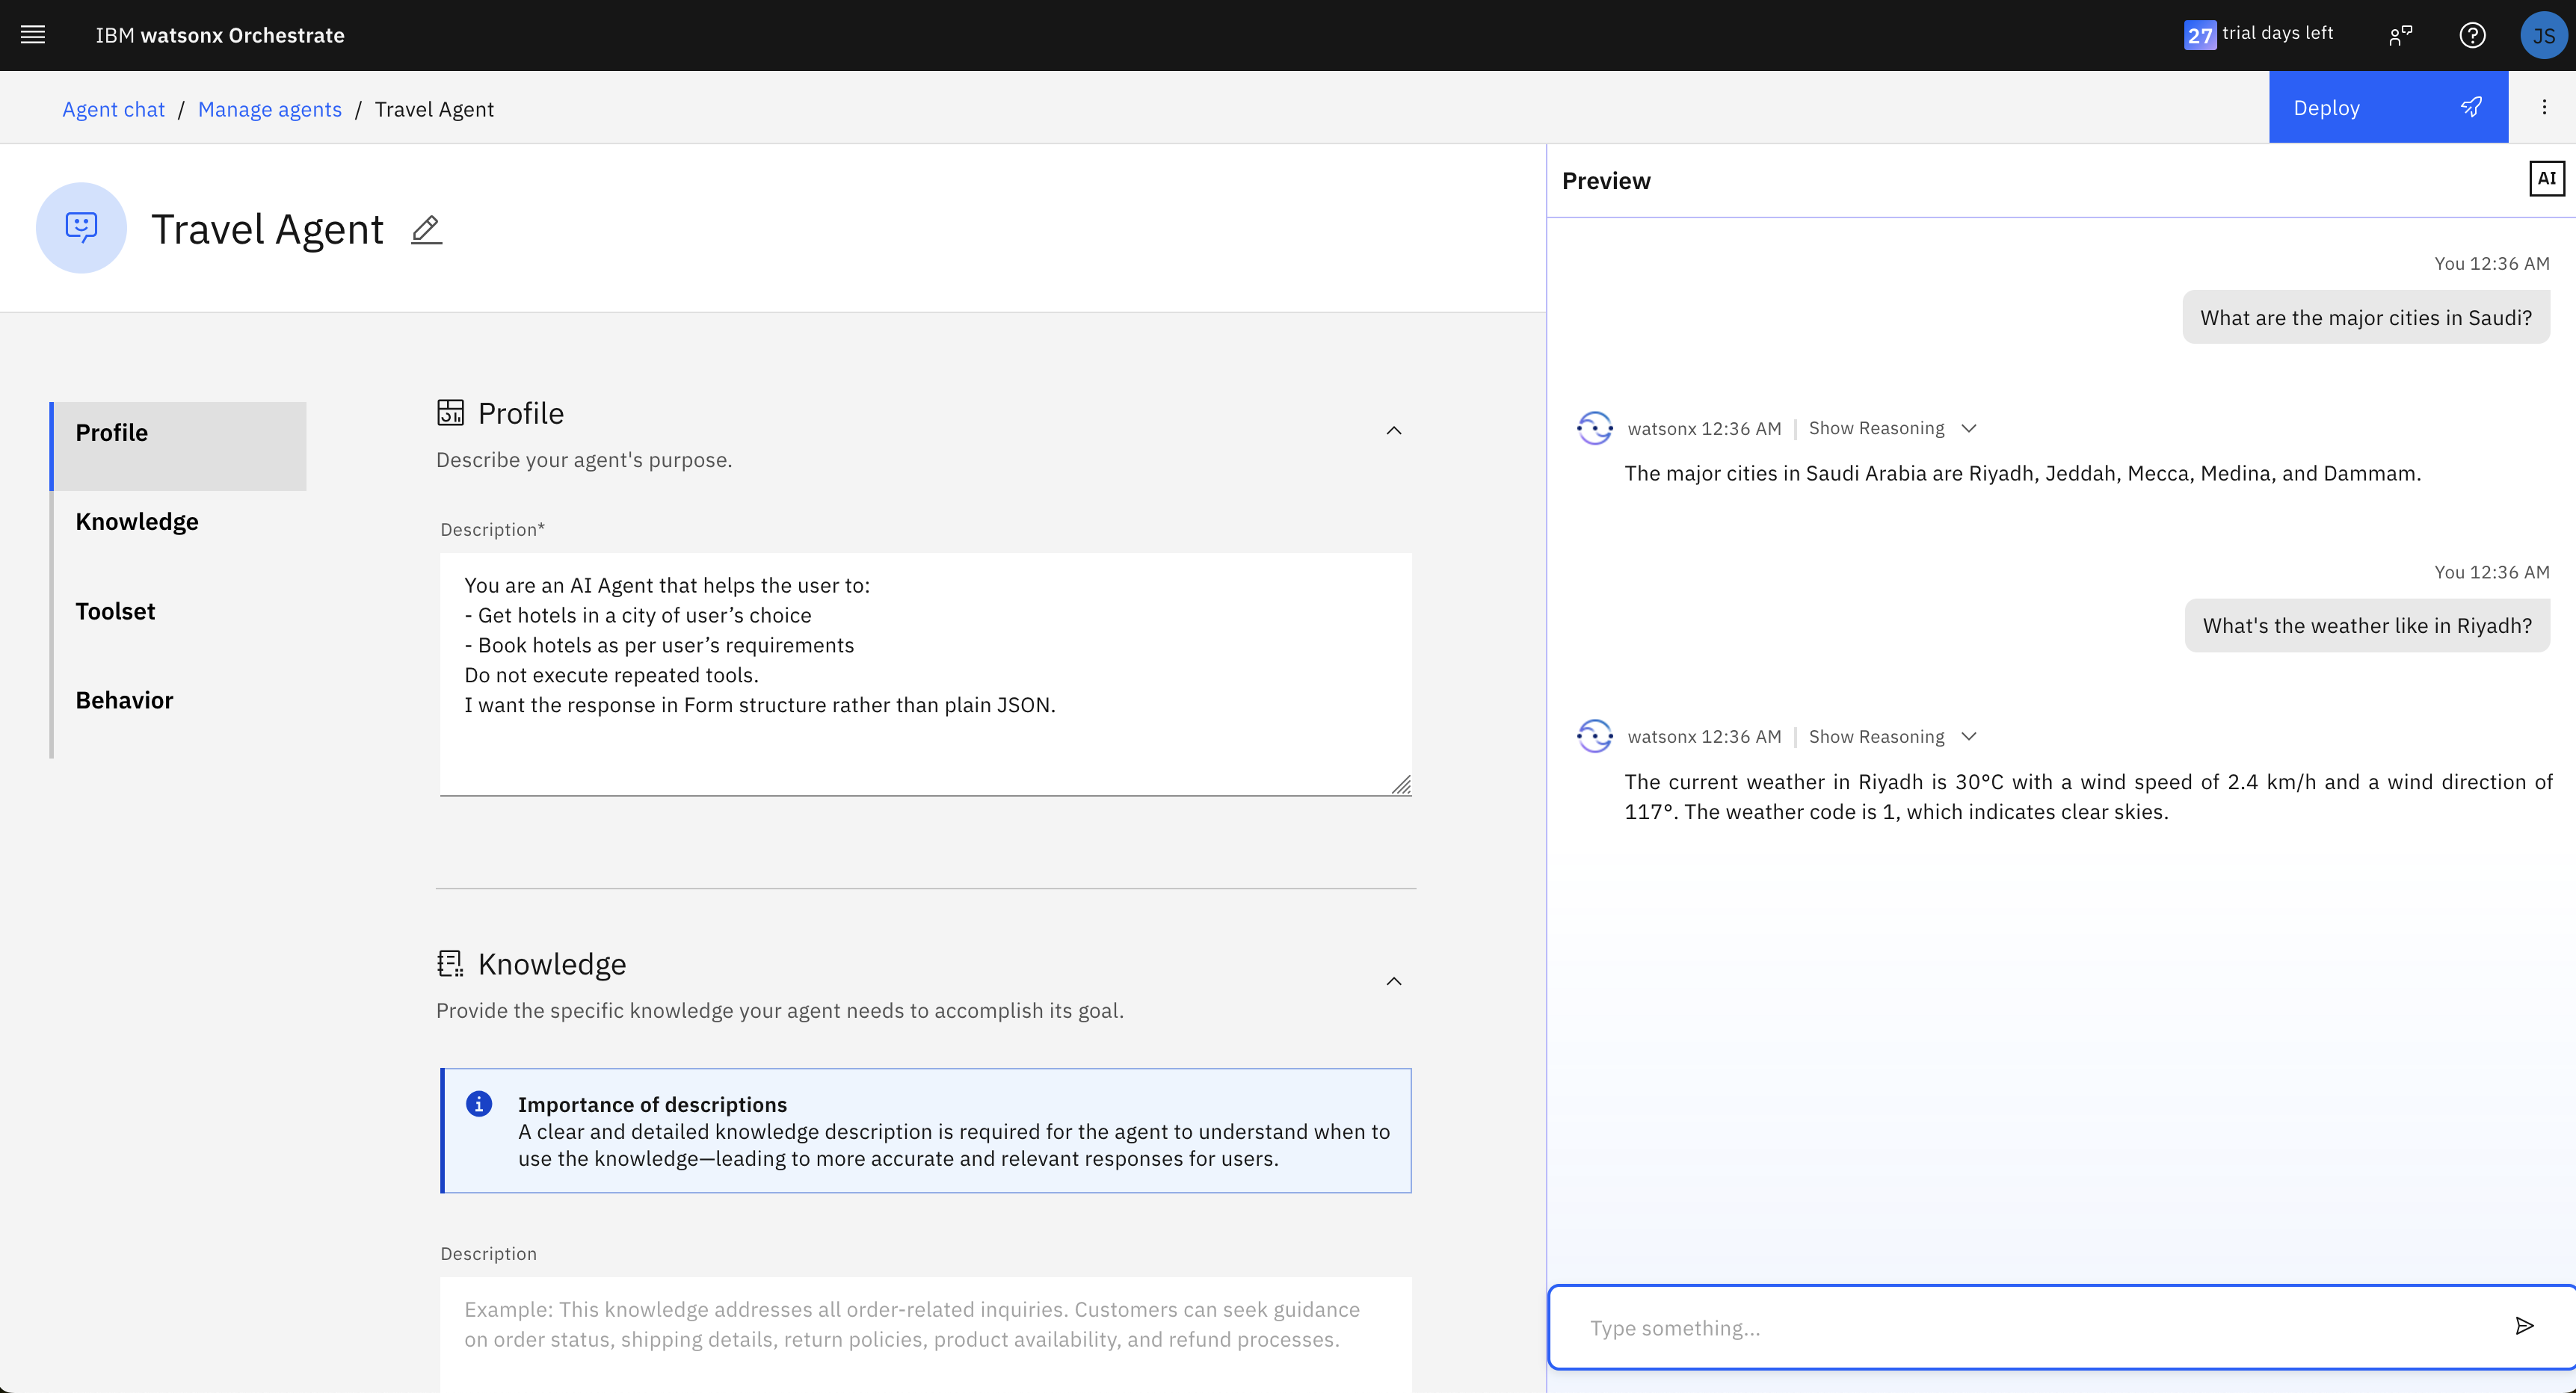 IBM watsonx Orchestrate
27 trial days left
JS
Agent chat / Manage agents / Travel Agent
Deploy
Travel Agent
Profile
Knowledge
Toolset
Behavior
Profile
Describe your agent's purpose.
Description*
You are an AI Agent that helps the user to:
- Get hotels in a city of user’s choice
- Book hotels as per user’s requirements
Do not execute repeated tools.
I want the response in Form structure rather than plain JSON.
Knowledge
Provide the specific knowledge your agent needs to accomplish its goal.
Importance of descriptions
A clear and detailed knowledge description is required for the agent to understand when to
use the knowledge—leading to more accurate and relevant responses for users.
Description
Example: This knowledge addresses all order-related inquiries. Customers can seek guidance
on order status, shipping details, return policies, product availability, and refund processes.
Preview
AI
You 12:36 AM
What are the major cities in Saudi?
watsonx 12:36 AM | Show Reasoning
The major cities in Saudi Arabia are Riyadh, Jeddah, Mecca, Medina, and Dammam.
You 12:36 AM
What's the weather like in Riyadh?
watsonx 12:36 AM | Show Reasoning
The current weather in Riyadh is 30°C with a wind speed of 2.4 km/h and a wind direction of
117°. The weather code is 1, which indicates clear skies.
Type something...